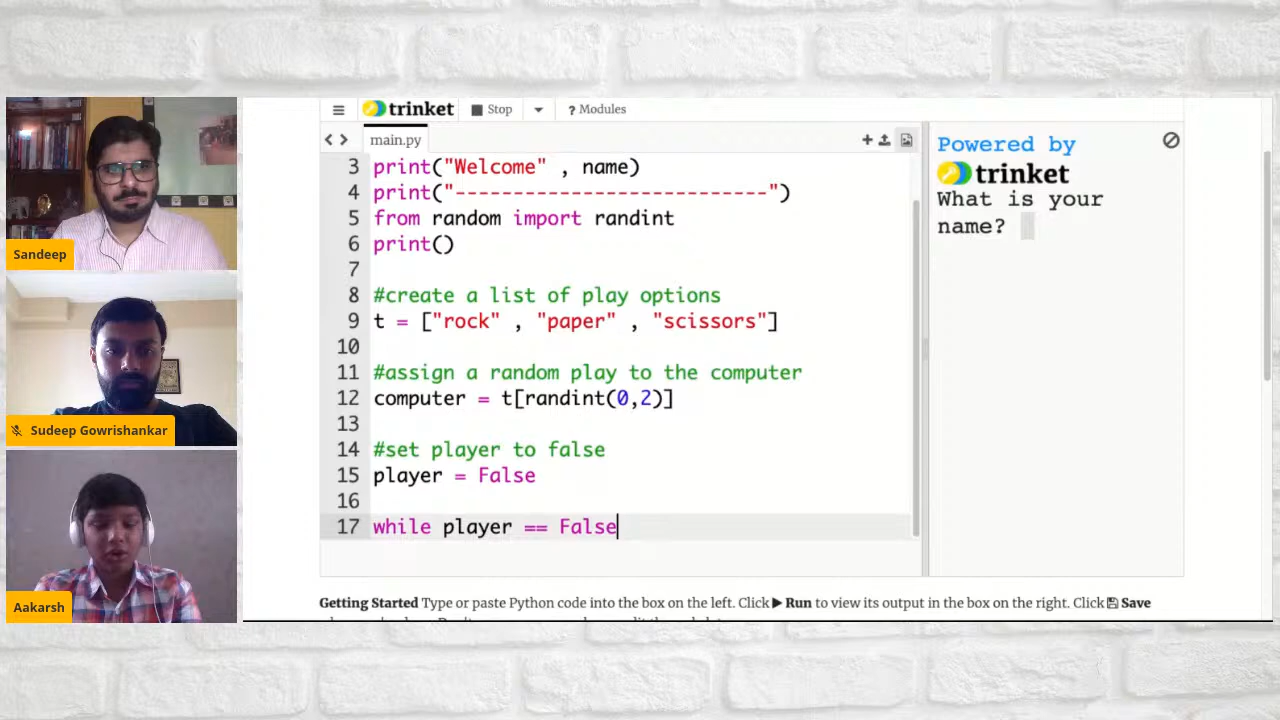 trinket
Stop
? Modules
main.py
3 print("Welcome" , name)
4 print("---------------------------")
5 from random import randint
6 print()
7
8 #create a list of play options
9 t = ["rock" , "paper" , "scissors"]
10
11 #assign a random play to the computer
12 computer = t[randint(0,2)]
13
14 #set player to false
15 player = False
16
17 while player == False
Powered by
trinket
What is your
name?
Sandeep
Sudeep Gowrishankar
Aakarsh
Getting Started Type or paste Python code into the box on the left. Click Run to view its output in the box on the right. Click Save